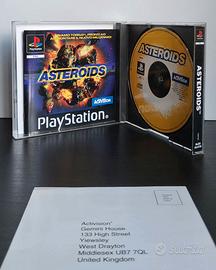 ASTEROIDS
ACTIVISION
PlayStation
ASTEROIDS
ACTIVISION
ASTEROIDS
Activision
Gemini House
133 High Street
Yiewsley
West Drayton
Middlesex UB7 7QL
United Kingdom
subito